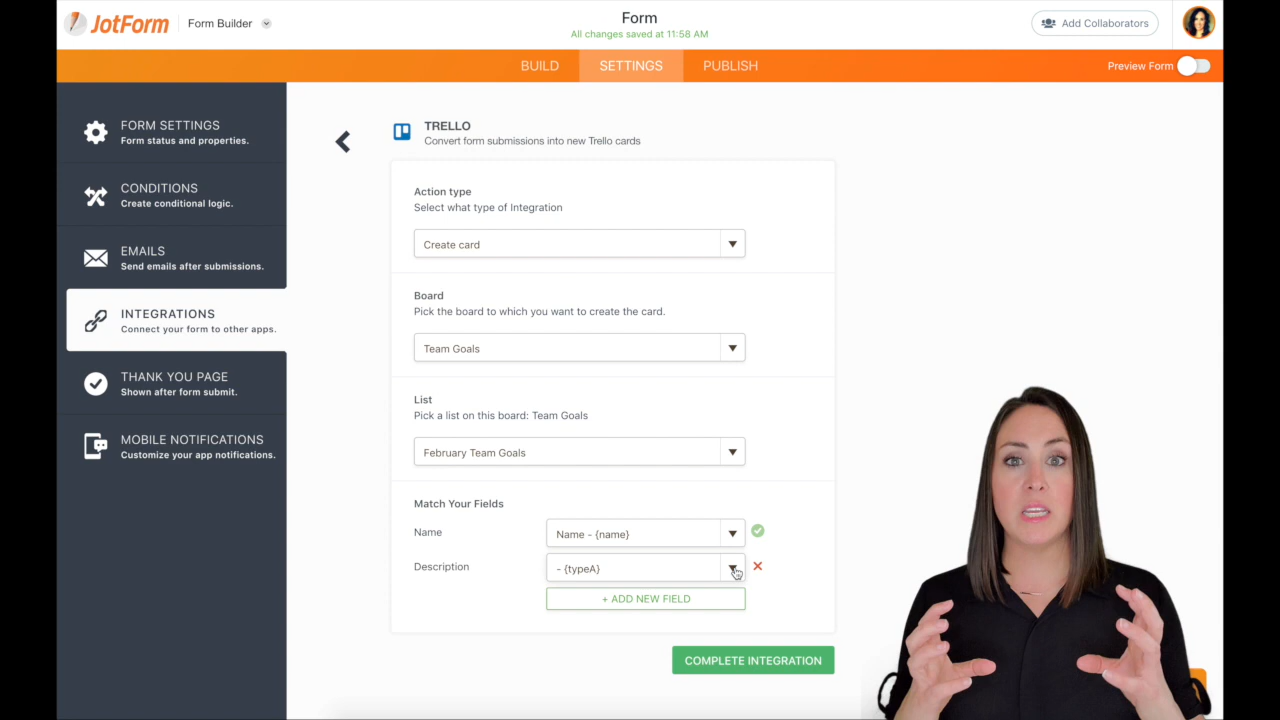 JotForm
Form Builder
Form
All changes saved at 11:58 AM
Add Collaborators
BUILD
SETTINGS
PUBLISH
Preview Form
FORM SETTINGS
Form status and properties.
CONDITIONS
Create conditional logic.
EMAILS
Send emails after submissions.
INTEGRATIONS
Connect your form to other apps.
THANK YOU PAGE
Shown after form submit.
MOBILE NOTIFICATIONS
Customize your app notifications.
TRELLO
Convert form submissions into new Trello cards
Action type
Select what type of Integration
Create card
Board
Pick the board to which you want to create the card.
Team Goals
List
Pick a list on this board: Team Goals
February Team Goals
Match Your Fields
Name
Name - {name}
Description
- {typeA}
+ ADD NEW FIELD
COMPLETE INTEGRATION